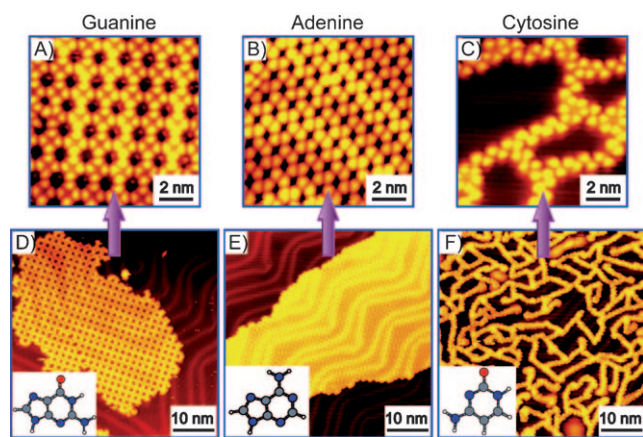 Guanine
Adenine
Cytosine
A)
B)
C)
2 nm
2 nm
2 nm
D)
E)
F)
10 nm
10 nm
10 nm